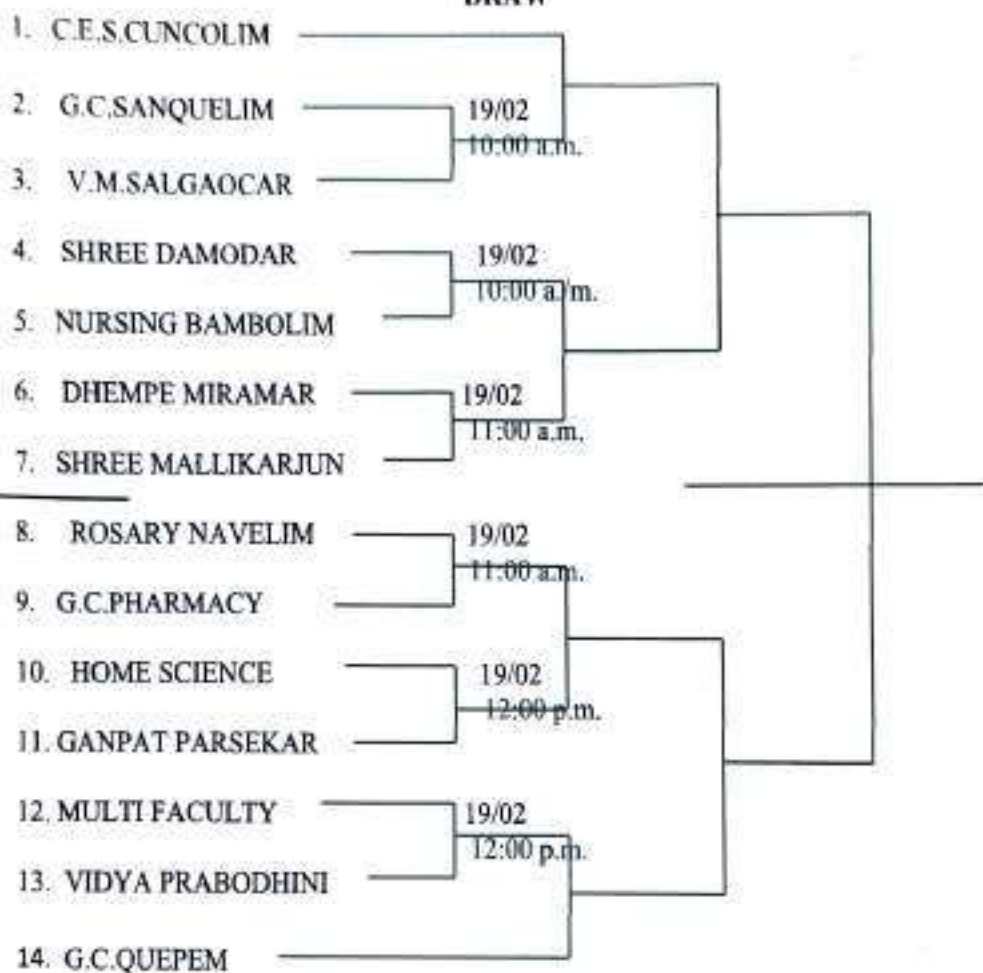 DRAW
1. C.E.S.CUNCOLIM
2. G.C.SANQUELIM
19/02
10:00 a.m.
3. V.M.SALGAOCAR
4. SHREE DAMODAR
19/02
10:00 a.m.
5. NURSING BAMBOLIM
6. DHEMPE MIRAMAR
19/02
11:00 a.m.
7. SHREE MALLIKARJUN
8. ROSARY NAVELIM
19/02
11:00 a.m.
9. G.C.PHARMACY
10. HOME SCIENCE
19/02
12:00 p.m.
11. GANPAT PARSEKAR
12. MULTI FACULTY
19/02
12:00 p.m.
13. VIDYA PRABODHINI
14. G.C.QUEPEM